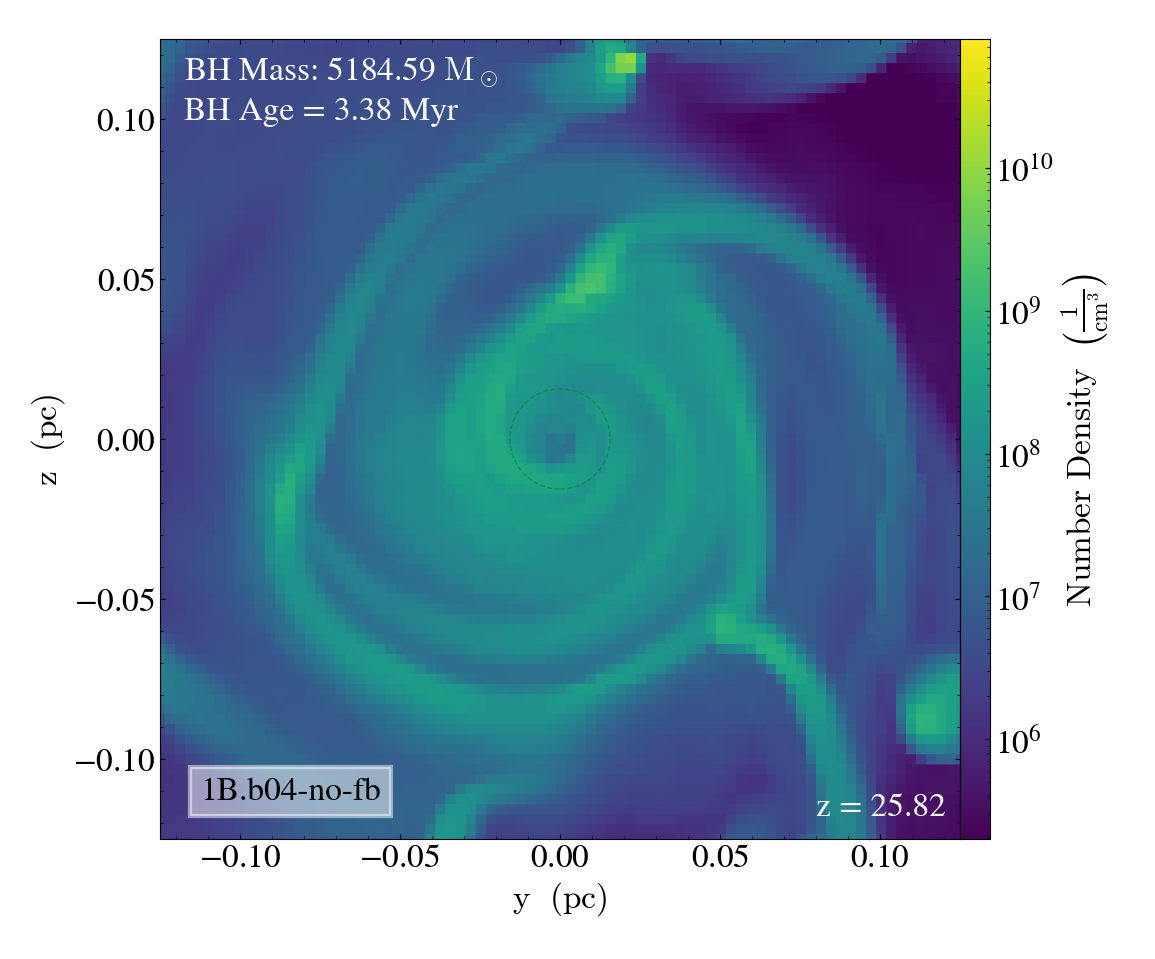 BH Mass: 5184.59 M⊙
BH Age = 3.38 Myr
0.10
0.05
0.00
−0.05
−0.10
z (pc)
1B.b04-no-fb
z = 25.82
−0.10 −0.05 0.00 0.05 0.10
y (pc)
10¹⁰
10⁹
10⁸
10⁷
10⁶
Number Density (1/cm³)